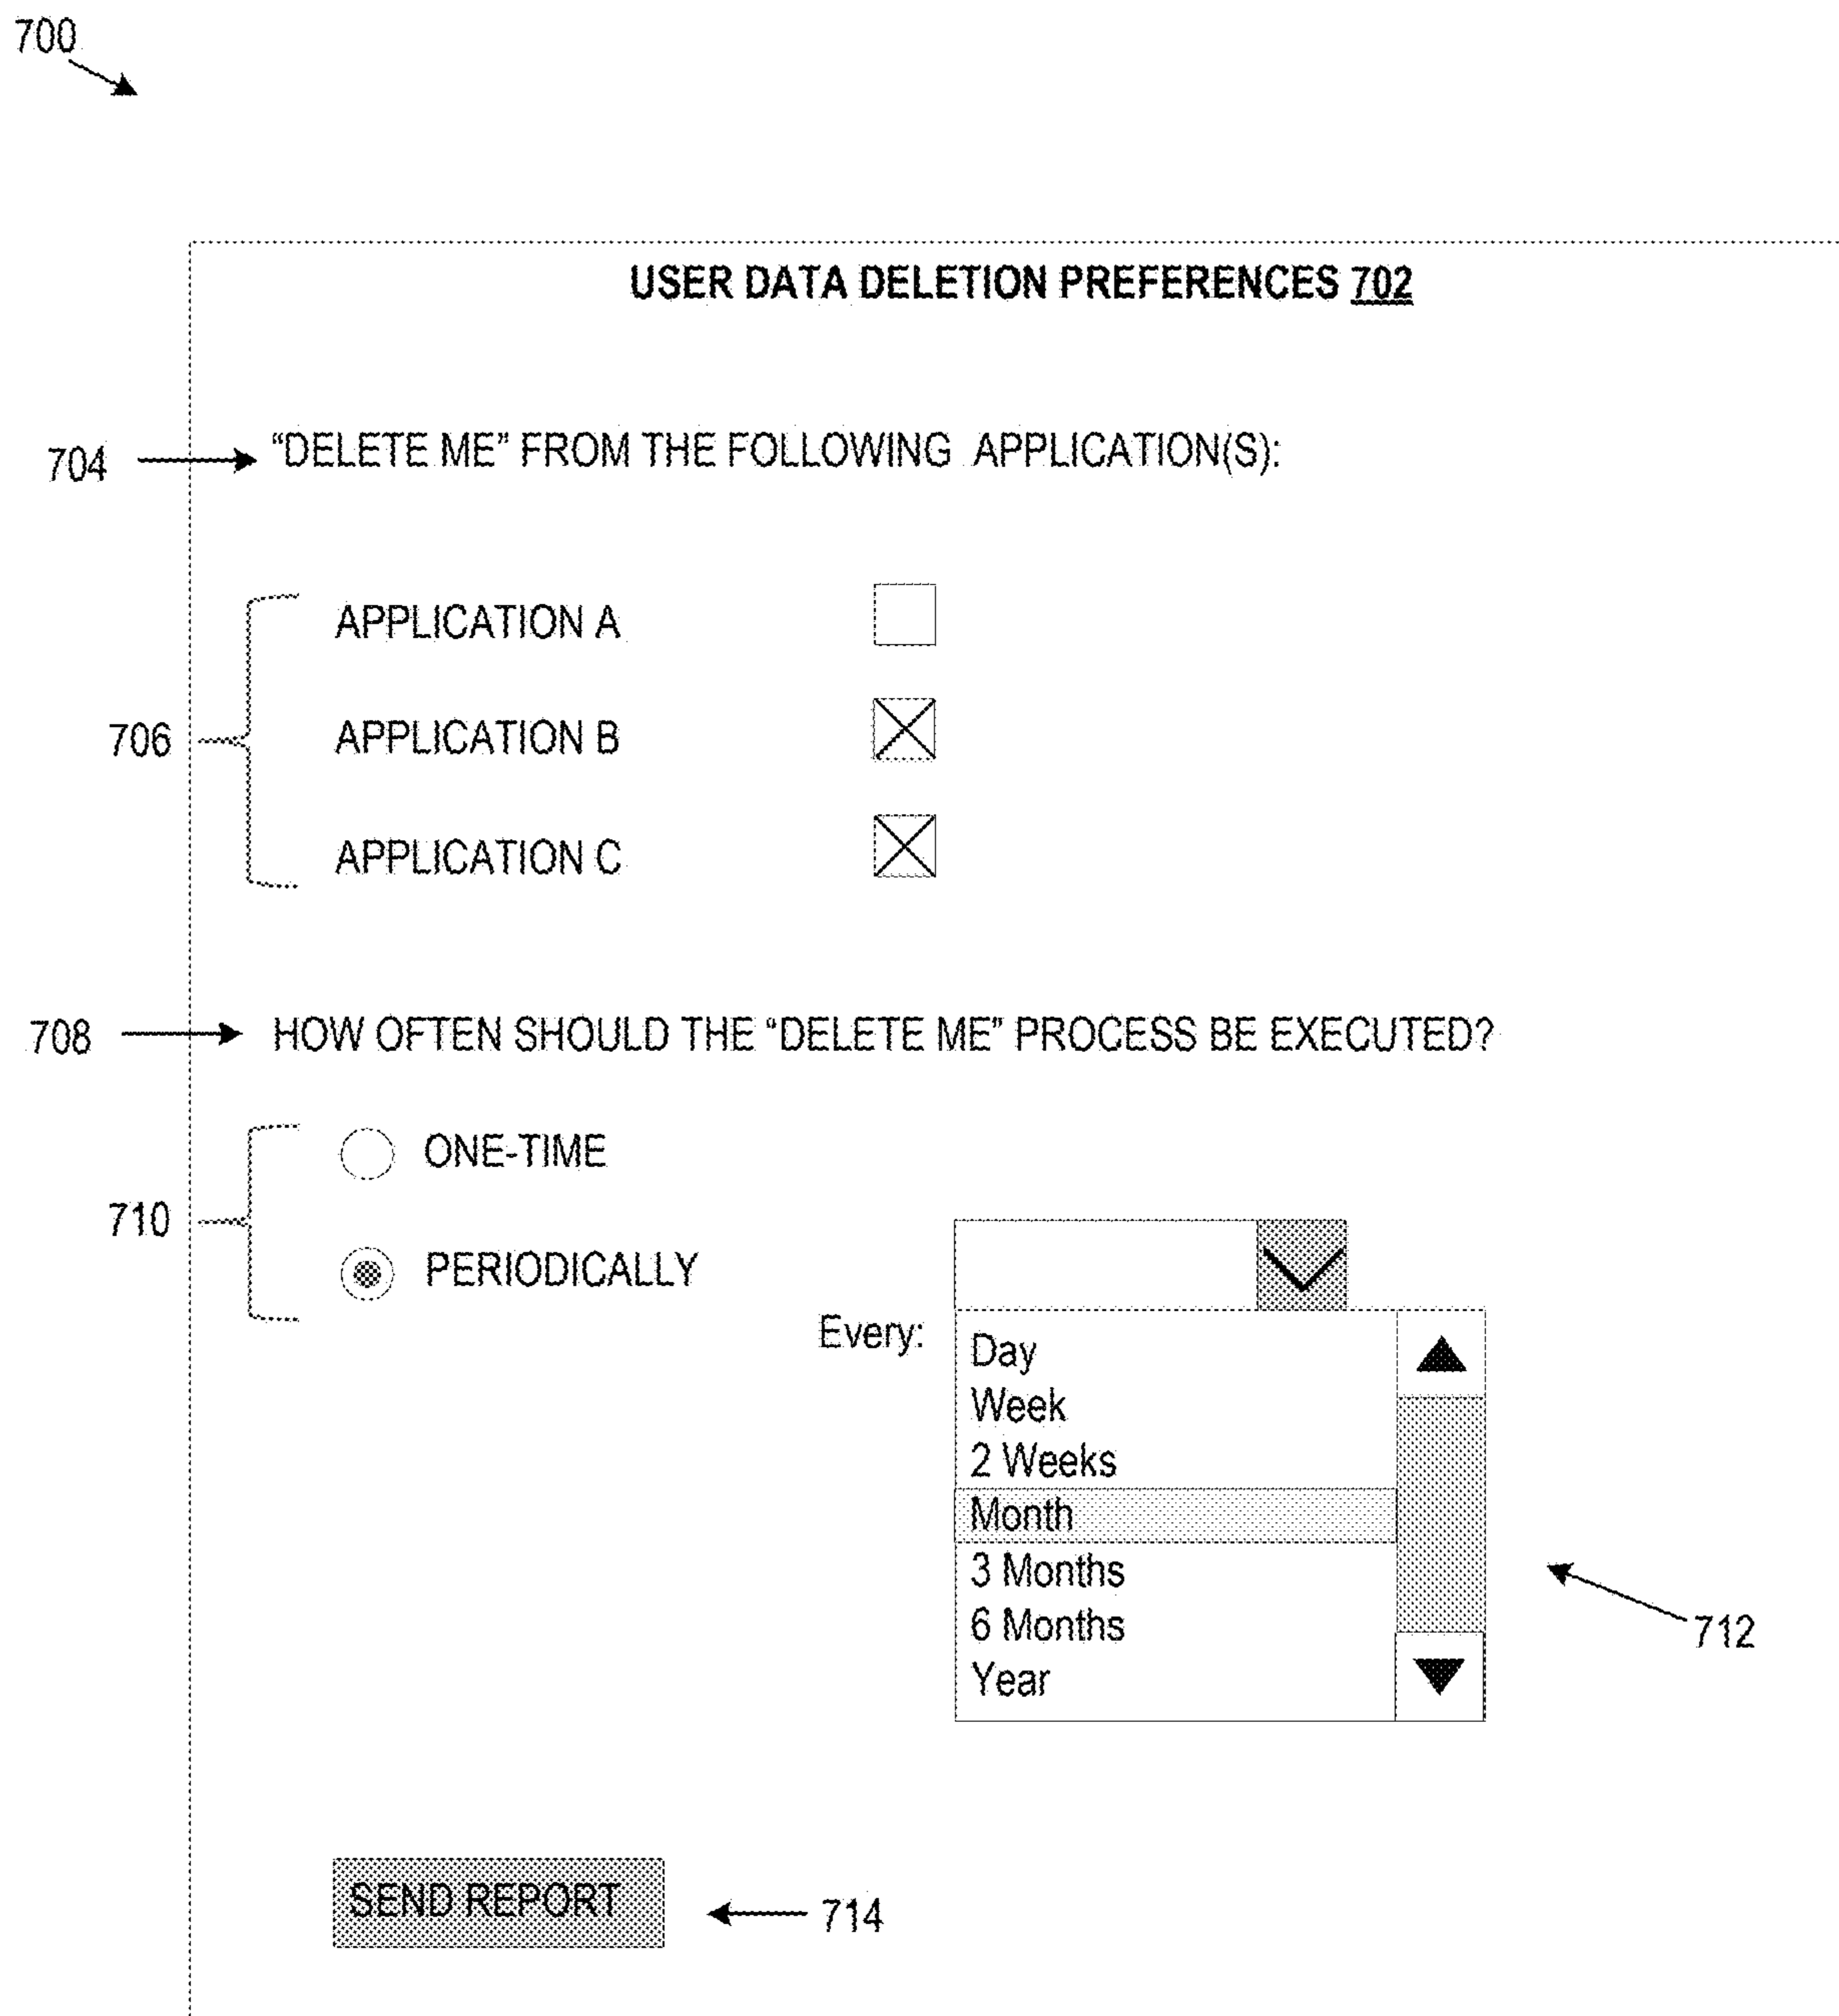 700
USER DATA DELETION PREFERENCES 702
704 "DELETE ME" FROM THE FOLLOWING APPLICATION(S):
APPLICATION A
706 APPLICATION B
APPLICATION C
708 HOW OFTEN SHOULD THE "DELETE ME" PROCESS BE EXECUTED?
ONE-TIME
710
PERIODICALLY
Every:
Day
Week
2 Weeks
Month
3 Months
6 Months
Year
712
SEND REPORT 714